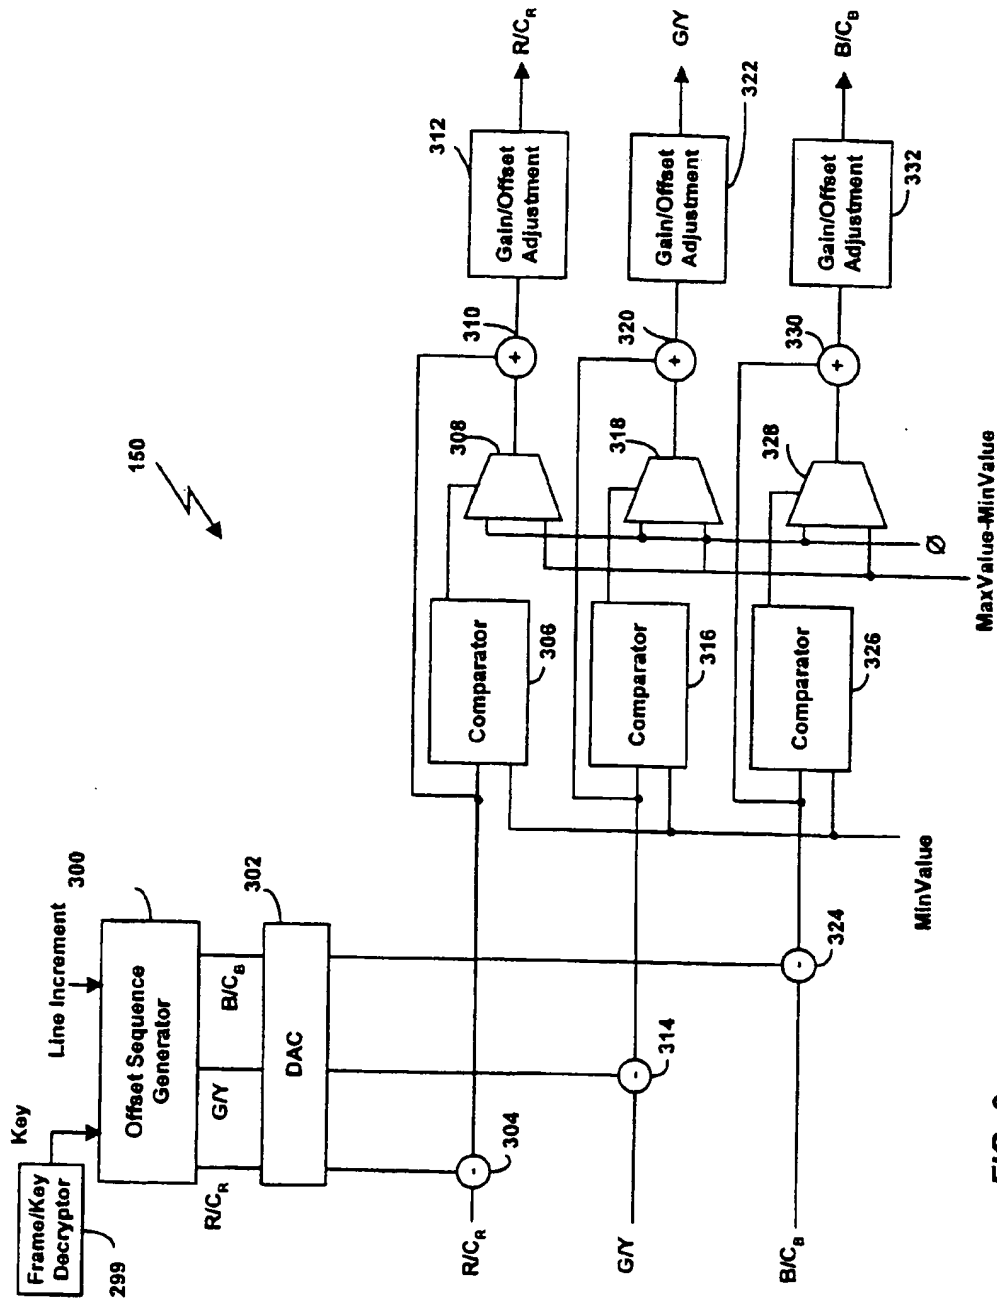 150
Frame/Key
Decryptor
299
Key
Line Increment
Offset Sequence
Generator
300
R/C_R
G/Y
B/C_B
DAC
302
R/C_R
-
304
Comparator
306
308
+
310
Gain/Offset
Adjustment
312
R/C_R
G/Y
-
314
Comparator
316
318
+
320
Gain/Offset
Adjustment
322
G/Y
B/C_B
-
324
Comparator
326
328
+
330
Gain/Offset
Adjustment
332
B/C_B
MinValue
Ø
MaxValue-MinValue
FIG.